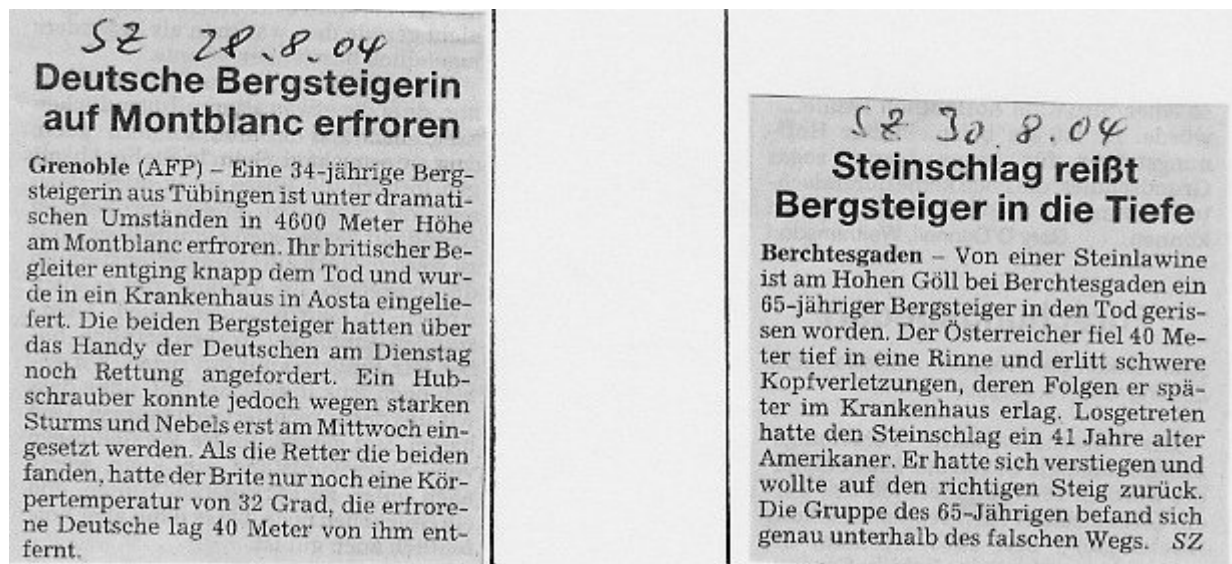 SZ 28.8.04
Deutsche Bergsteigerin
auf Montblanc erfroren
Grenoble (AFP) – Eine 34-jährige Berg-
steigerin aus Tübingen ist unter dramati-
schen Umständen in 4600 Meter Höhe
am Montblanc erfroren. Ihr britischer Be-
gleiter entging knapp dem Tod und wur-
de in ein Krankenhaus in Aosta eingelie-
fert. Die beiden Bergsteiger hatten über
das Handy der Deutschen am Dienstag
noch Rettung angefordert. Ein Hub-
schrauber konnte jedoch wegen starken
Sturms und Nebels erst am Mittwoch ein-
gesetzt werden. Als die Retter die beiden
fanden, hatte der Brite nur noch eine Kör-
pertemperatur von 32 Grad, die erfrore-
ne Deutsche lag 40 Meter von ihm ent-
fernt.
SZ 30.8.04
Steinschlag reißt
Bergsteiger in die Tiefe
Berchtesgaden – Von einer Steinlawine
ist am Hohen Göll bei Berchtesgaden ein
65-jähriger Bergsteiger in den Tod geris-
sen worden. Der Österreicher fiel 40 Me-
ter tief in eine Rinne und erlitt schwere
Kopfverletzungen, deren Folgen er spä-
ter im Krankenhaus erlag. Losgetreten
hatte den Steinschlag ein 41 Jahre alter
Amerikaner. Er hatte sich verstiegen und
wollte auf den richtigen Steig zurück.
Die Gruppe des 65-Jährigen befand sich
genau unterhalb des falschen Wegs. SZ